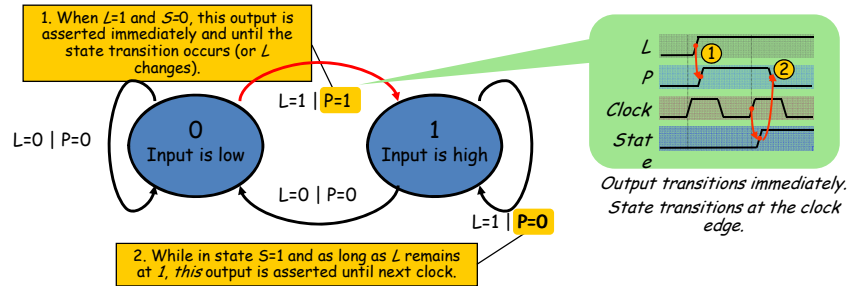 1. When L=1 and S=0, this output is
asserted immediately and until the
state transition occurs (or L
changes).
L=1 | P=1
L=0 | P=0
0
Input is low
1
Input is high
L=0 | P=0
L=1 | P=0
2. While in state S=1 and as long as L remains
at 1, this output is asserted until next clock.
L
P
Clock
Stat
e
1
2
Output transitions immediately.
State transitions at the clock
edge.